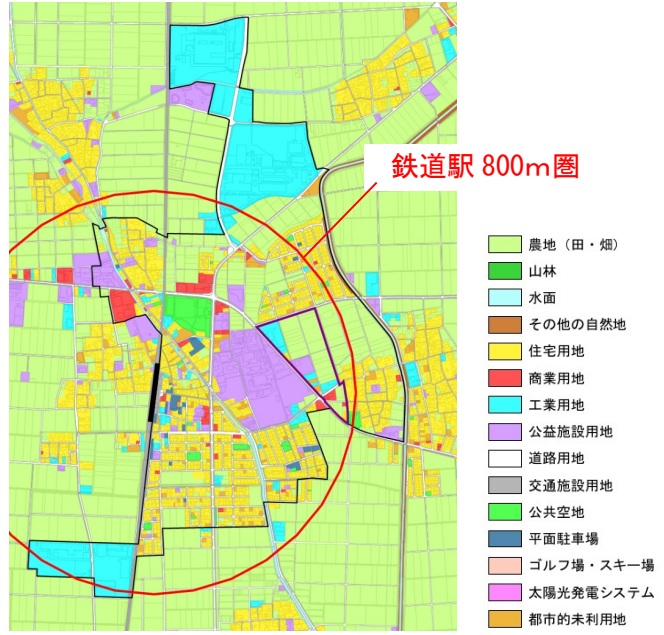 鉄道駅 800ｍ圏
農地（田・畑）
山林
水面
その他の自然地
住宅用地
商業用地
工業用地
公益施設用地
道路用地
交通施設用地
公共空地
平面駐車場
ゴルフ場・スキー場
太陽光発電システム
都市的未利用地